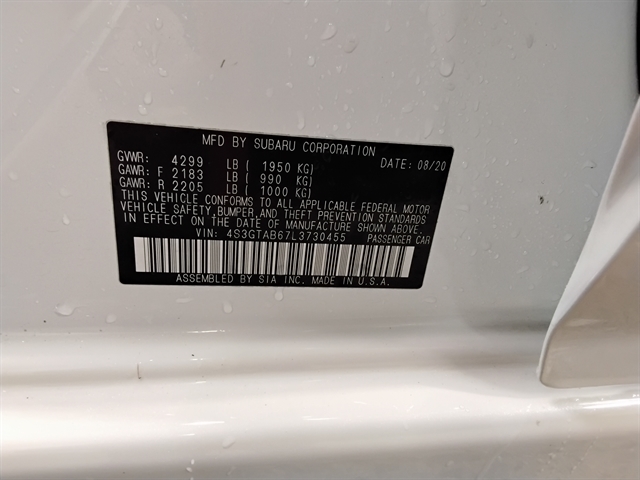 MFD BY SUBARU CORPORATION
GVWR: 4299 LB( 1950 KG) DATE: 08/20
GAWR: F 2183 LB( 990 KG)
GAWR: R 2205 LB( 1000 KG)
THIS VEHICLE CONFORMS TO ALL APPLICABLE FEDERAL MOTOR
VEHICLE SAFETY, BUMPER, AND THEFT PREVENTION STANDARDS
IN EFFECT ON THE DATE OF MANUFACTURE SHOWN ABOVE.
VIN: 4S3GTAB67L3730455 PASSENGER CAR
ASSEMBLED BY SIA INC. MADE IN U.S.A.